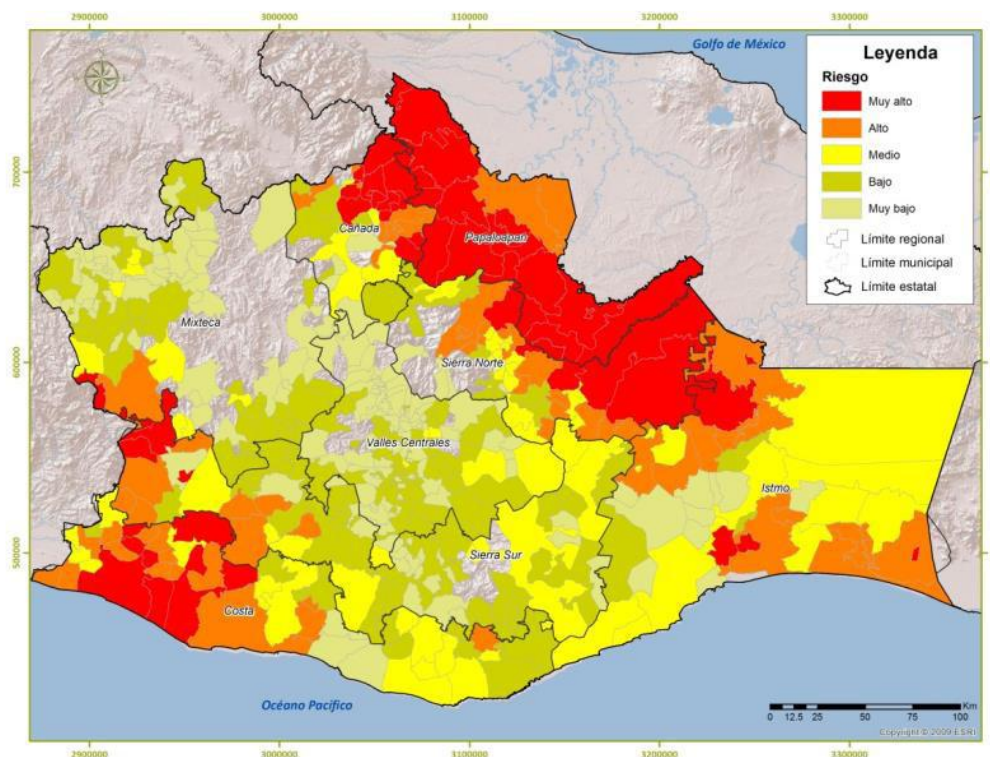 2900000 3000000 3100000 3200000 3300000
Golfo de México
Leyenda
Riesgo
Muy alto
Alto
Medio
Bajo
Muy bajo
Límite regional
Límite municipal
Límite estatal
700000
Cañada
Papaloapan
Mixteca
600000
Sierra Norte
Valles Centrales
Istmo
500000
Sierra Sur
Costa
Océano Pacífico
Km
0 12.5 25 50 75 100
Copyright © 2009 ESRI
2900000 3000000 3100000 3200000 3300000